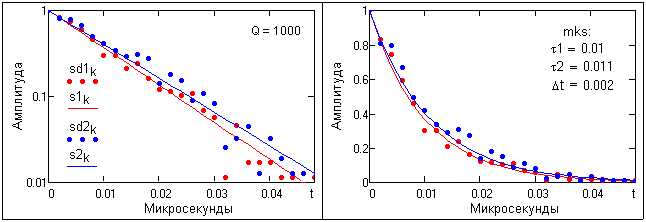 Q = 1000
Амплитуда
1
0.1
0.01
sd1k
s1k
sd2k
s2k
0 0.01 0.02 0.03 0.04 t
Микросекунды
mks:
τ1 = 0.01
τ2 = 0.011
Δt = 0.002
Амплитуда
1
0.8
0.6
0.4
0.2
0
0 0.01 0.02 0.03 0.04 t
Микросекунды